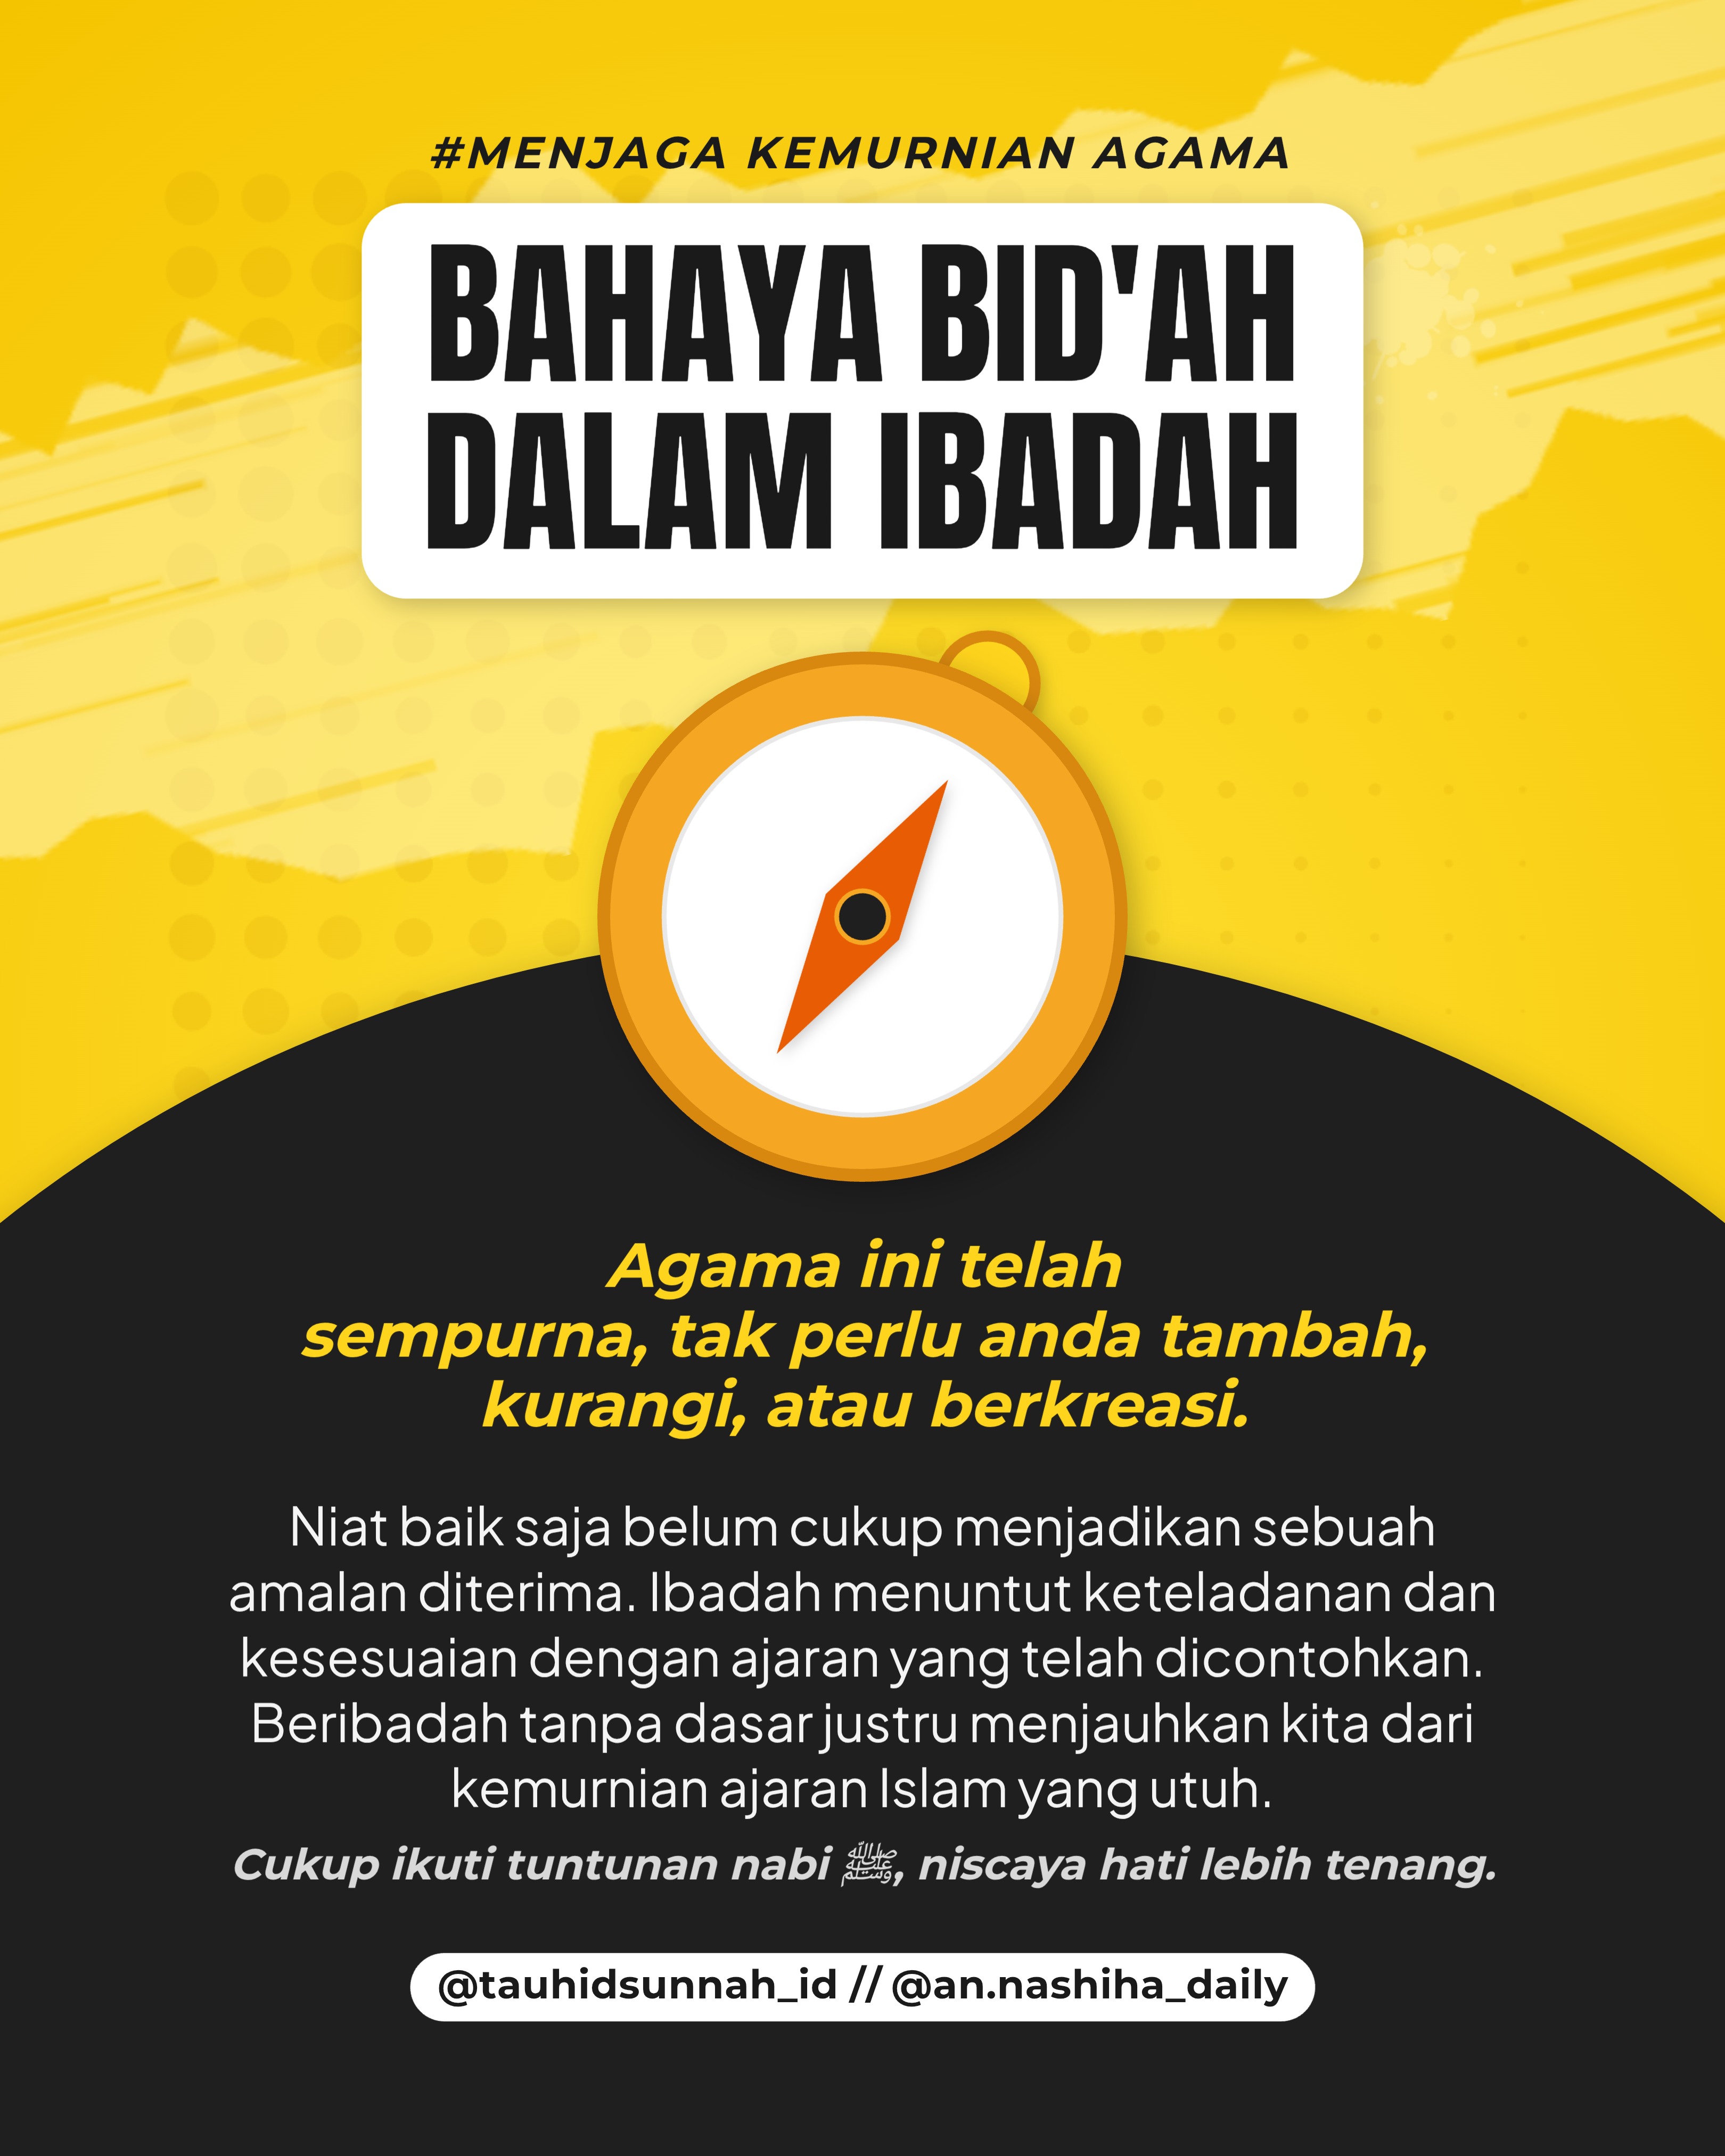 #MENJAGA KEMURNIAN AGAMA
BAHAYA BID'AH
DALAM IBADAH
Agama ini telah
sempurna, tak perlu anda tambah,
kurangi, atau berkreasi.
Niat baik saja belum cukup menjadikan sebuah
amalan diterima. Ibadah menuntut keteladanan dan
kesesuaian dengan ajaran yang telah dicontohkan.
Beribadah tanpa dasar justru menjauhkan kita dari
kemurnian ajaran Islam yang utuh.
Cukup ikuti tuntunan nabi ﷺ, niscaya hati lebih tenang.
@tauhidsunnah_id // @an.nashiha_daily